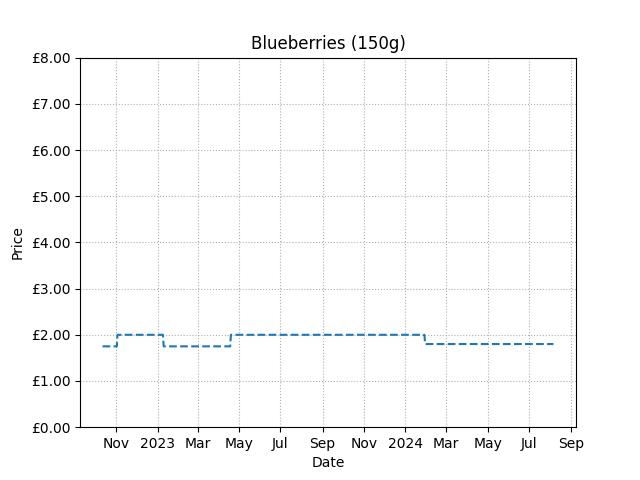 Blueberries (150g)
£8.00
£7.00
£6.00
£5.00
£4.00
£3.00
£2.00
£1.00
£0.00
Price
Nov 2023 Mar May Jul Sep Nov 2024 Mar May Jul Sep
Date